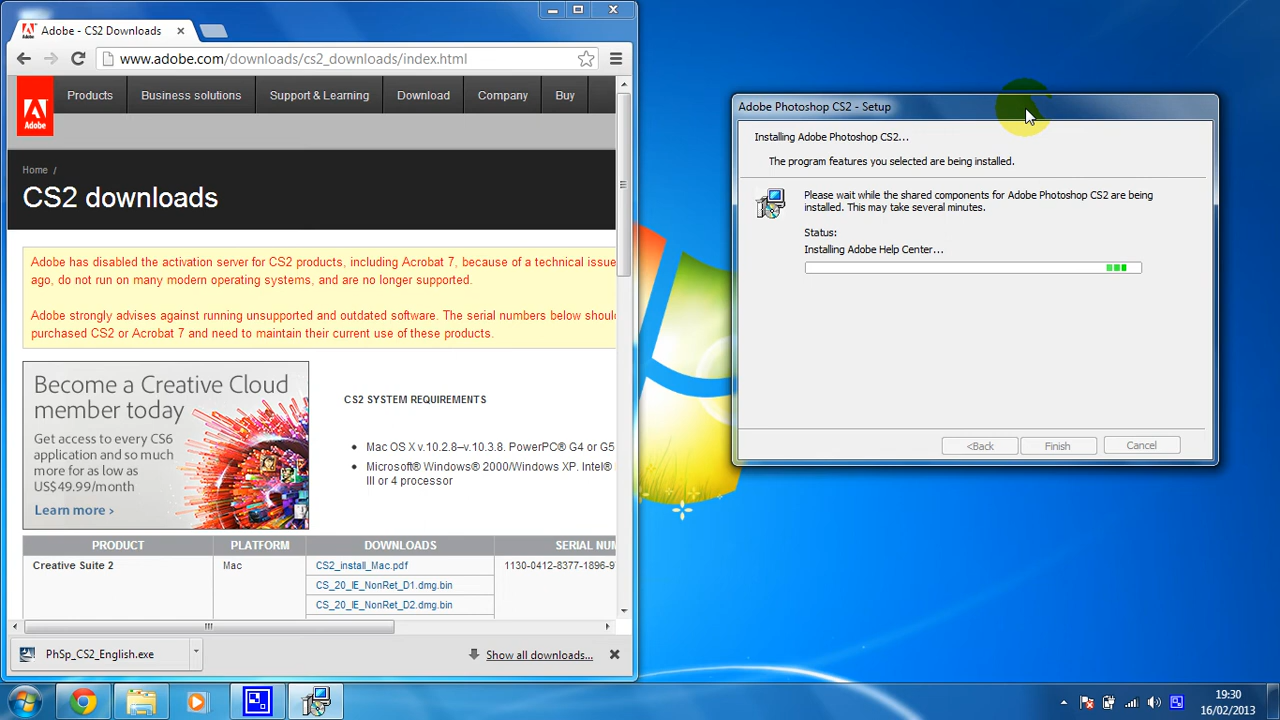 Adobe - CS2 Downloads
www.adobe.com/downloads/cs2_downloads/index.html
Adobe
Products
Business solutions
Support & Learning
Download
Company
Buy
Home /
CS2 downloads
Adobe has disabled the activation server for CS2 products, including Acrobat 7, because of a technical issue
ago, do not run on many modern operating systems, and are no longer supported.
Adobe strongly advises against running unsupported and outdated software. The serial numbers below shoul
purchased CS2 or Acrobat 7 and need to maintain their current use of these products.
Become a Creative Cloud
member today
Get access to every CS6
application and so much
more for as low as
US$49.99/month
Learn more >
CS2 SYSTEM REQUIREMENTS
• Mac OS X v.10.2.8–v.10.3.8. PowerPC® G4 or G5
• Microsoft® Windows® 2000/Windows XP. Intel®
III or 4 processor
PRODUCT PLATFORM DOWNLOADS SERIAL NUM
Creative Suite 2 Mac CS2_install_Mac.pdf 1130-0412-8377-1896-9
CS_20_IE_NonRet_D1.dmg.bin
CS_20_IE_NonRet_D2.dmg.bin
PhSp_CS2_English.exe
Show all downloads...
Adobe Photoshop CS2 - Setup
Installing Adobe Photoshop CS2...
The program features you selected are being installed.
Please wait while the shared components for Adobe Photoshop CS2 are being
installed. This may take several minutes.
Status:
Installing Adobe Help Center...
<Back
Finish
Cancel
19:30
16/02/2013